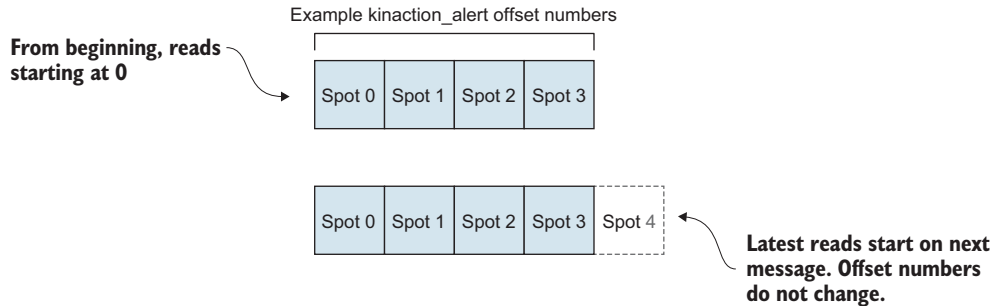 Example kinaction_alert offset numbers
From beginning, reads
starting at 0
Spot 0 Spot 1 Spot 2 Spot 3
Spot 0 Spot 1 Spot 2 Spot 3 Spot 4
Latest reads start on next
message. Offset numbers
do not change.